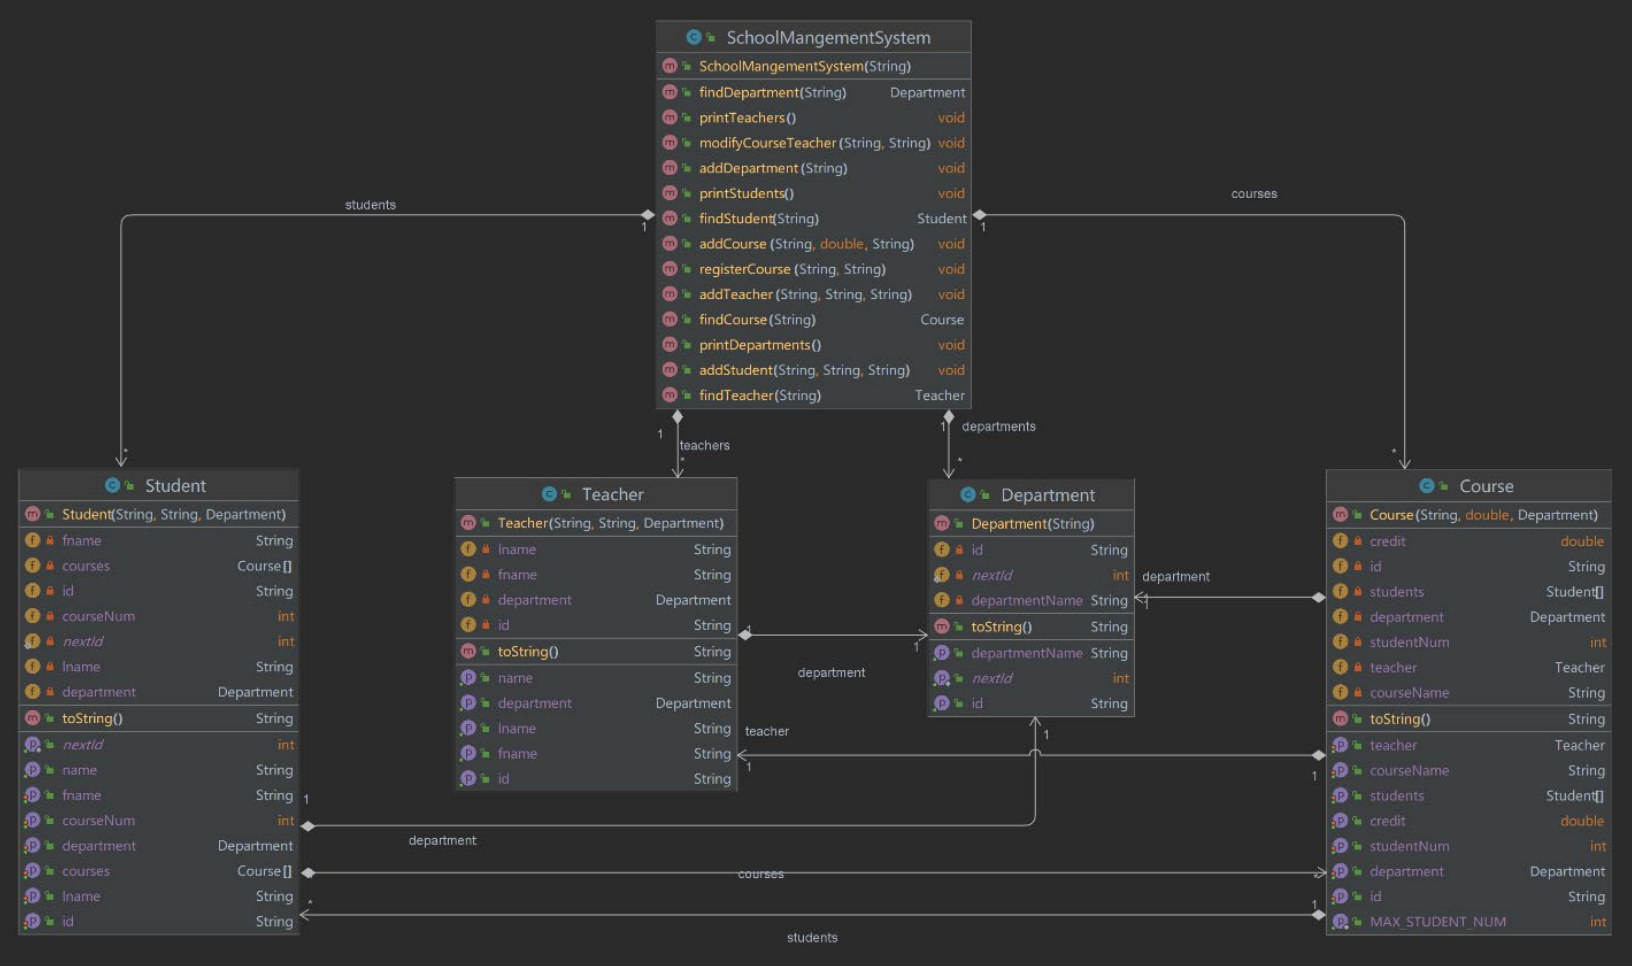 SchoolMangementSystem
SchoolMangementSystem(String)
findDepartment(String) Department
printTeachers() void
modifyCourseTeacher(String, String) void
addDepartment(String) void
printStudents() void
findStudent(String) Student
addCourse(String, double, String) void
registerCourse(String, String) void
addTeacher(String, String, String) void
findCourse(String) Course
printDepartments() void
addStudent(String, String, String) void
findTeacher(String) Teacher
students
1
courses
1
1
teachers
*
1
departments
*
*
*
Student
Student(String, String, Department)
fname String
courses Course[]
id String
courseNum int
nextId int
lname String
department Department
toString() String
nextId int
name String
fname String
courseNum int
department Department
courses Course[]
lname String
id String
Teacher
Teacher(String, String, Department)
lname String
fname String
department Department
id String
toString() String
name String
department Department
lname String
fname String
id String
Department
Department(String)
id String
nextId int
departmentName String
toString() String
departmentName String
nextId int
id String
Course
Course(String, double, Department)
credit double
id String
students Student[]
department Department
studentNum int
teacher Teacher
courseName String
toString() String
teacher Teacher
courseName String
students Student[]
credit double
studentNum int
department Department
id String
MAX_STUDENT_NUM int
department
1
1
1
department
teacher
1
1
1
1
department
courses
*
*
1
students